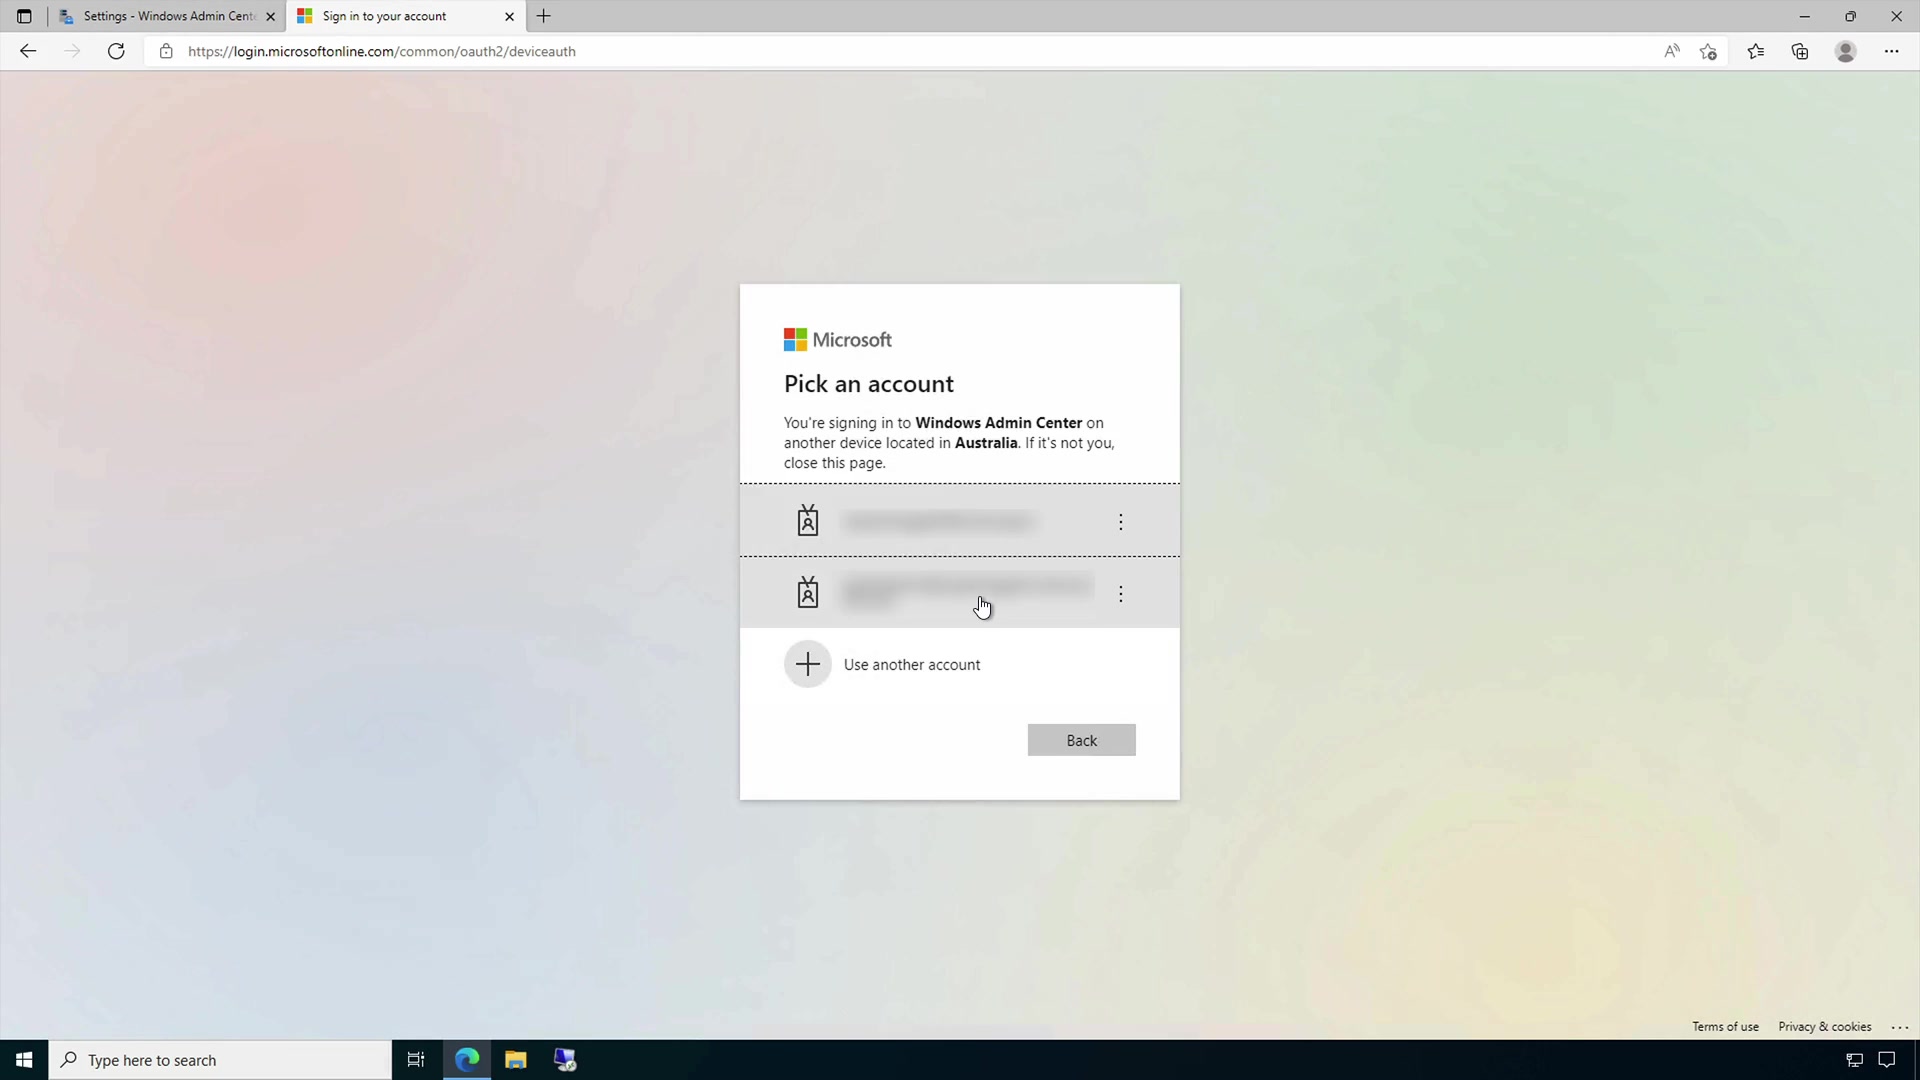 Settings - Windows Admin Cent
Sign in to your account
https://login.microsoftonline.com/common/oauth2/deviceauth
Microsoft
Pick an account
You're signing in to Windows Admin Center on
another device located in Australia. If it's not you,
close this page.
Use another account
Back
Terms of use
Privacy & cookies
Type here to search